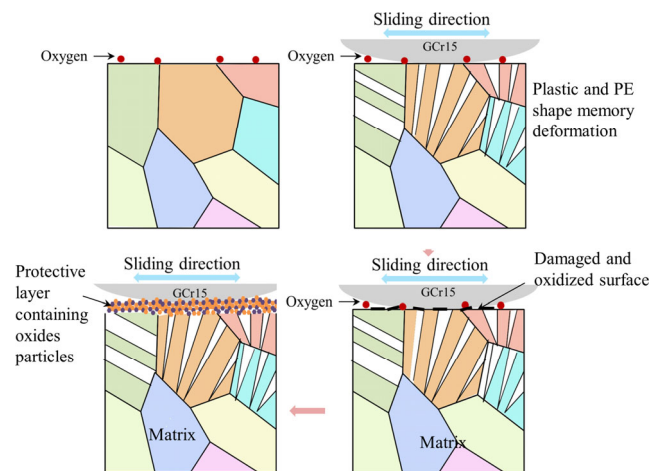 Oxygen
Sliding direction
GCr15
Oxygen
Plastic and PE
shape memory
deformation
Protective
layer
containing
oxides
particles
Sliding direction
GCr15
Matrix
Sliding direction
GCr15
Oxygen
Damaged and
oxidized surface
Matrix